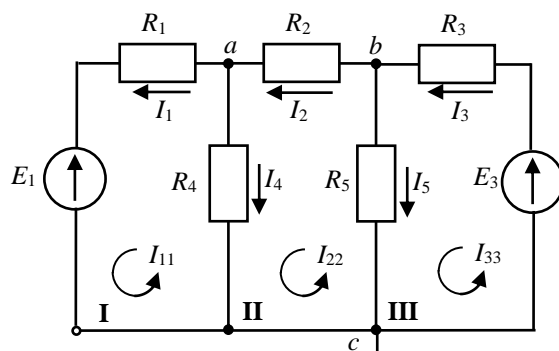 R1 a R2 b R3
I1 I2 I3
E1 R4 I4 R5 I5 E3
I11 I22 I33
I II III
c